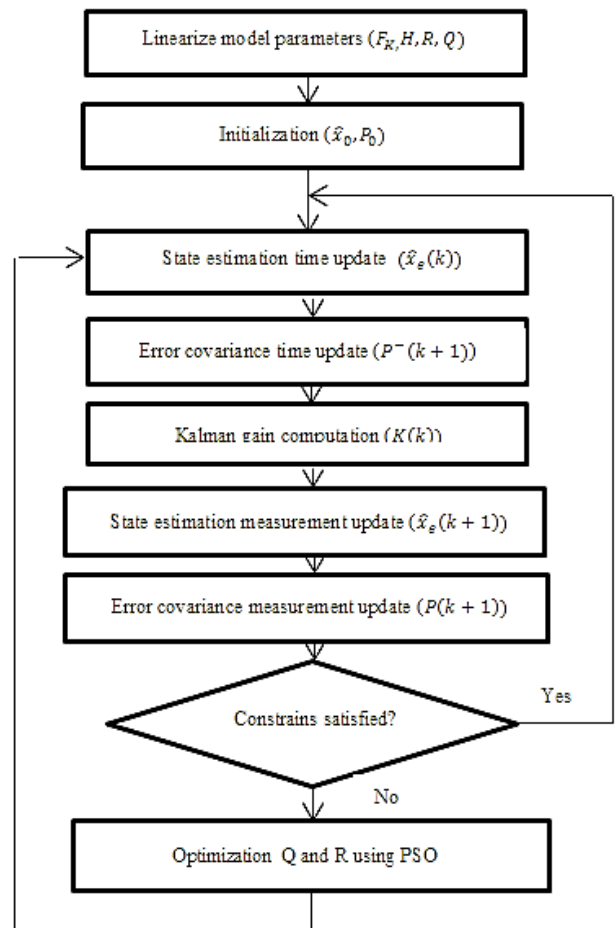 Linearize model parameters (F_K, H, R, Q)
Initialization (x̂_0, P_0)
State estimation time update (x̂_e(k))
Error covariance time update (P^-(k + 1))
Kalman gain computation (K(k))
State estimation measurement update (x̂_e(k + 1))
Error covariance measurement update (P(k + 1))
Constrains satisfied?
Yes
No
Optimization Q and R using PSO